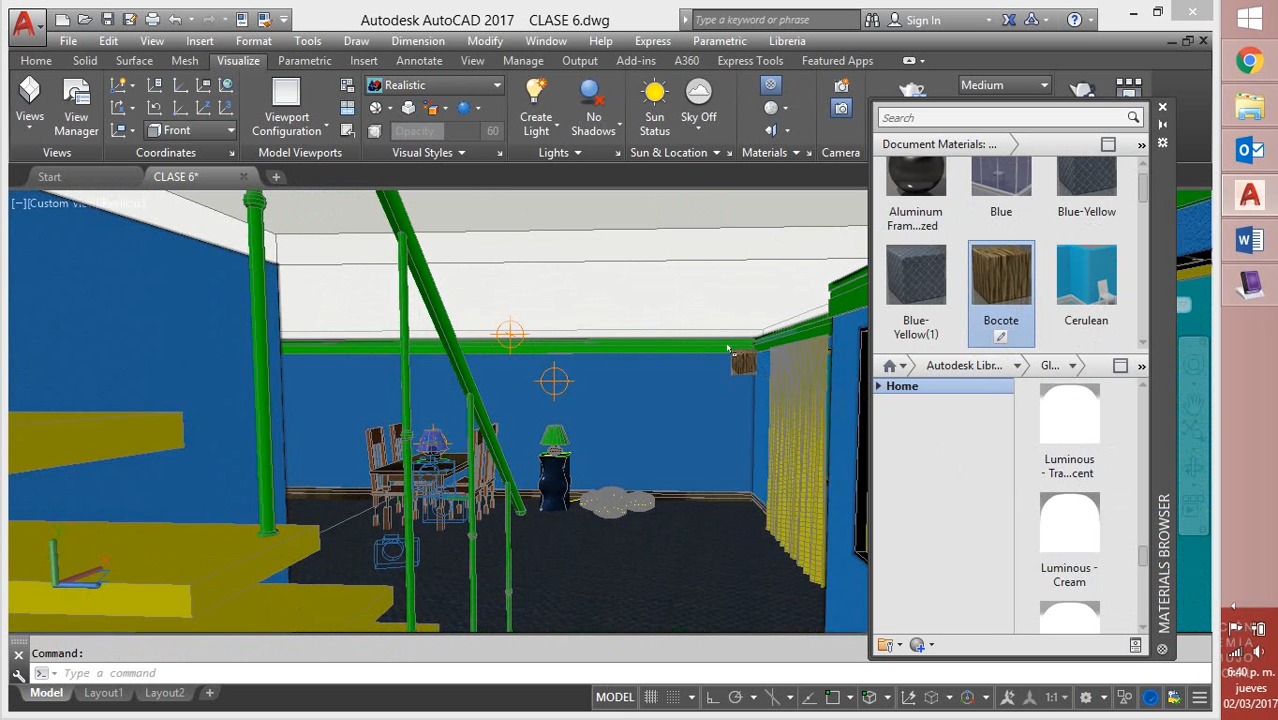 Autodesk AutoCAD 2017 CLASE 6.dwg
Type a keyword or phrase
Sign In
File Edit View Insert Format Tools Draw Dimension Modify Window Help Express Parametric Libreria
Home Solid Surface Mesh Visualize Parametric Insert Annotate View Manage Output Add-ins A360 Express Tools Featured Apps
Realistic
Medium
Views
View Manager
Front
Viewport Configuration
Opacity 60
Create Light
No Shadows
Sun Status
Sky Off
Views
Coordinates
Model Viewports
Visual Styles
Lights
Sun & Location
Materials
Camera
Start
CLASE 6*
[−][Custom V
Search
Document Materials: ...
Aluminum Fram...zed
Blue
Blue-Yellow
Blue-Yellow(1)
Bocote
Cerulean
Autodesk Libr...
Gl...
Home
Luminous - Tra...cent
Luminous - Cream
MATERIALS BROWSER
Command:
Type a command
Model Layout1 Layout2
MODEL
1:1
6:40 p. m.
jueves
02/03/2017